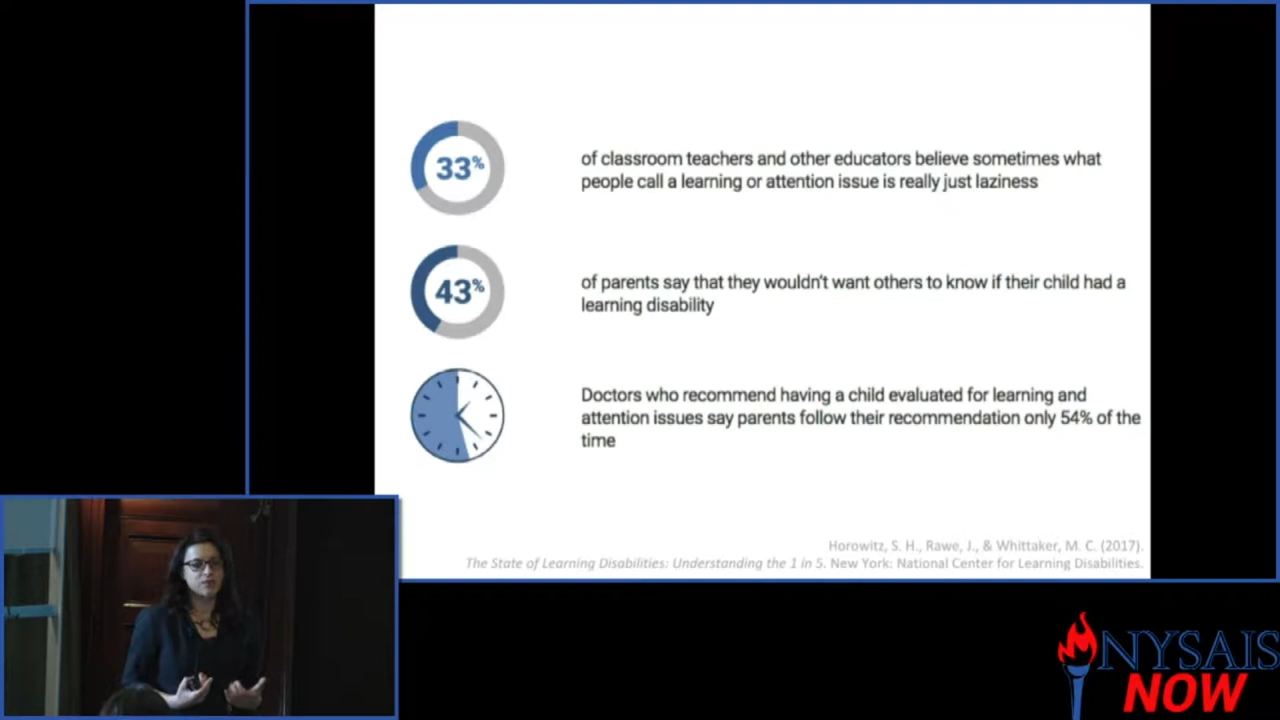 33%
of classroom teachers and other educators believe sometimes what
people call a learning or attention issue is really just laziness
43%
of parents say that they wouldn't want others to know if their child had a
learning disability
Doctors who recommend having a child evaluated for learning and
attention issues say parents follow their recommendation only 54% of the
time
Horowitz, S. H., Rawe, J., & Whittaker, M. C. (2017).
The State of Learning Disabilities: Understanding the 1 in 5. New York: National Center for Learning Disabilities.
NYSAIS
NOW